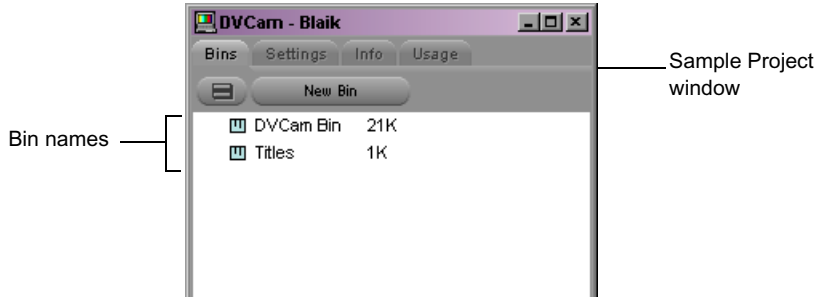 DVCam - Blaik
Bins Settings Info Usage
New Bin
Sample Project
window
Bin names
DVCam Bin 21K
Titles 1K